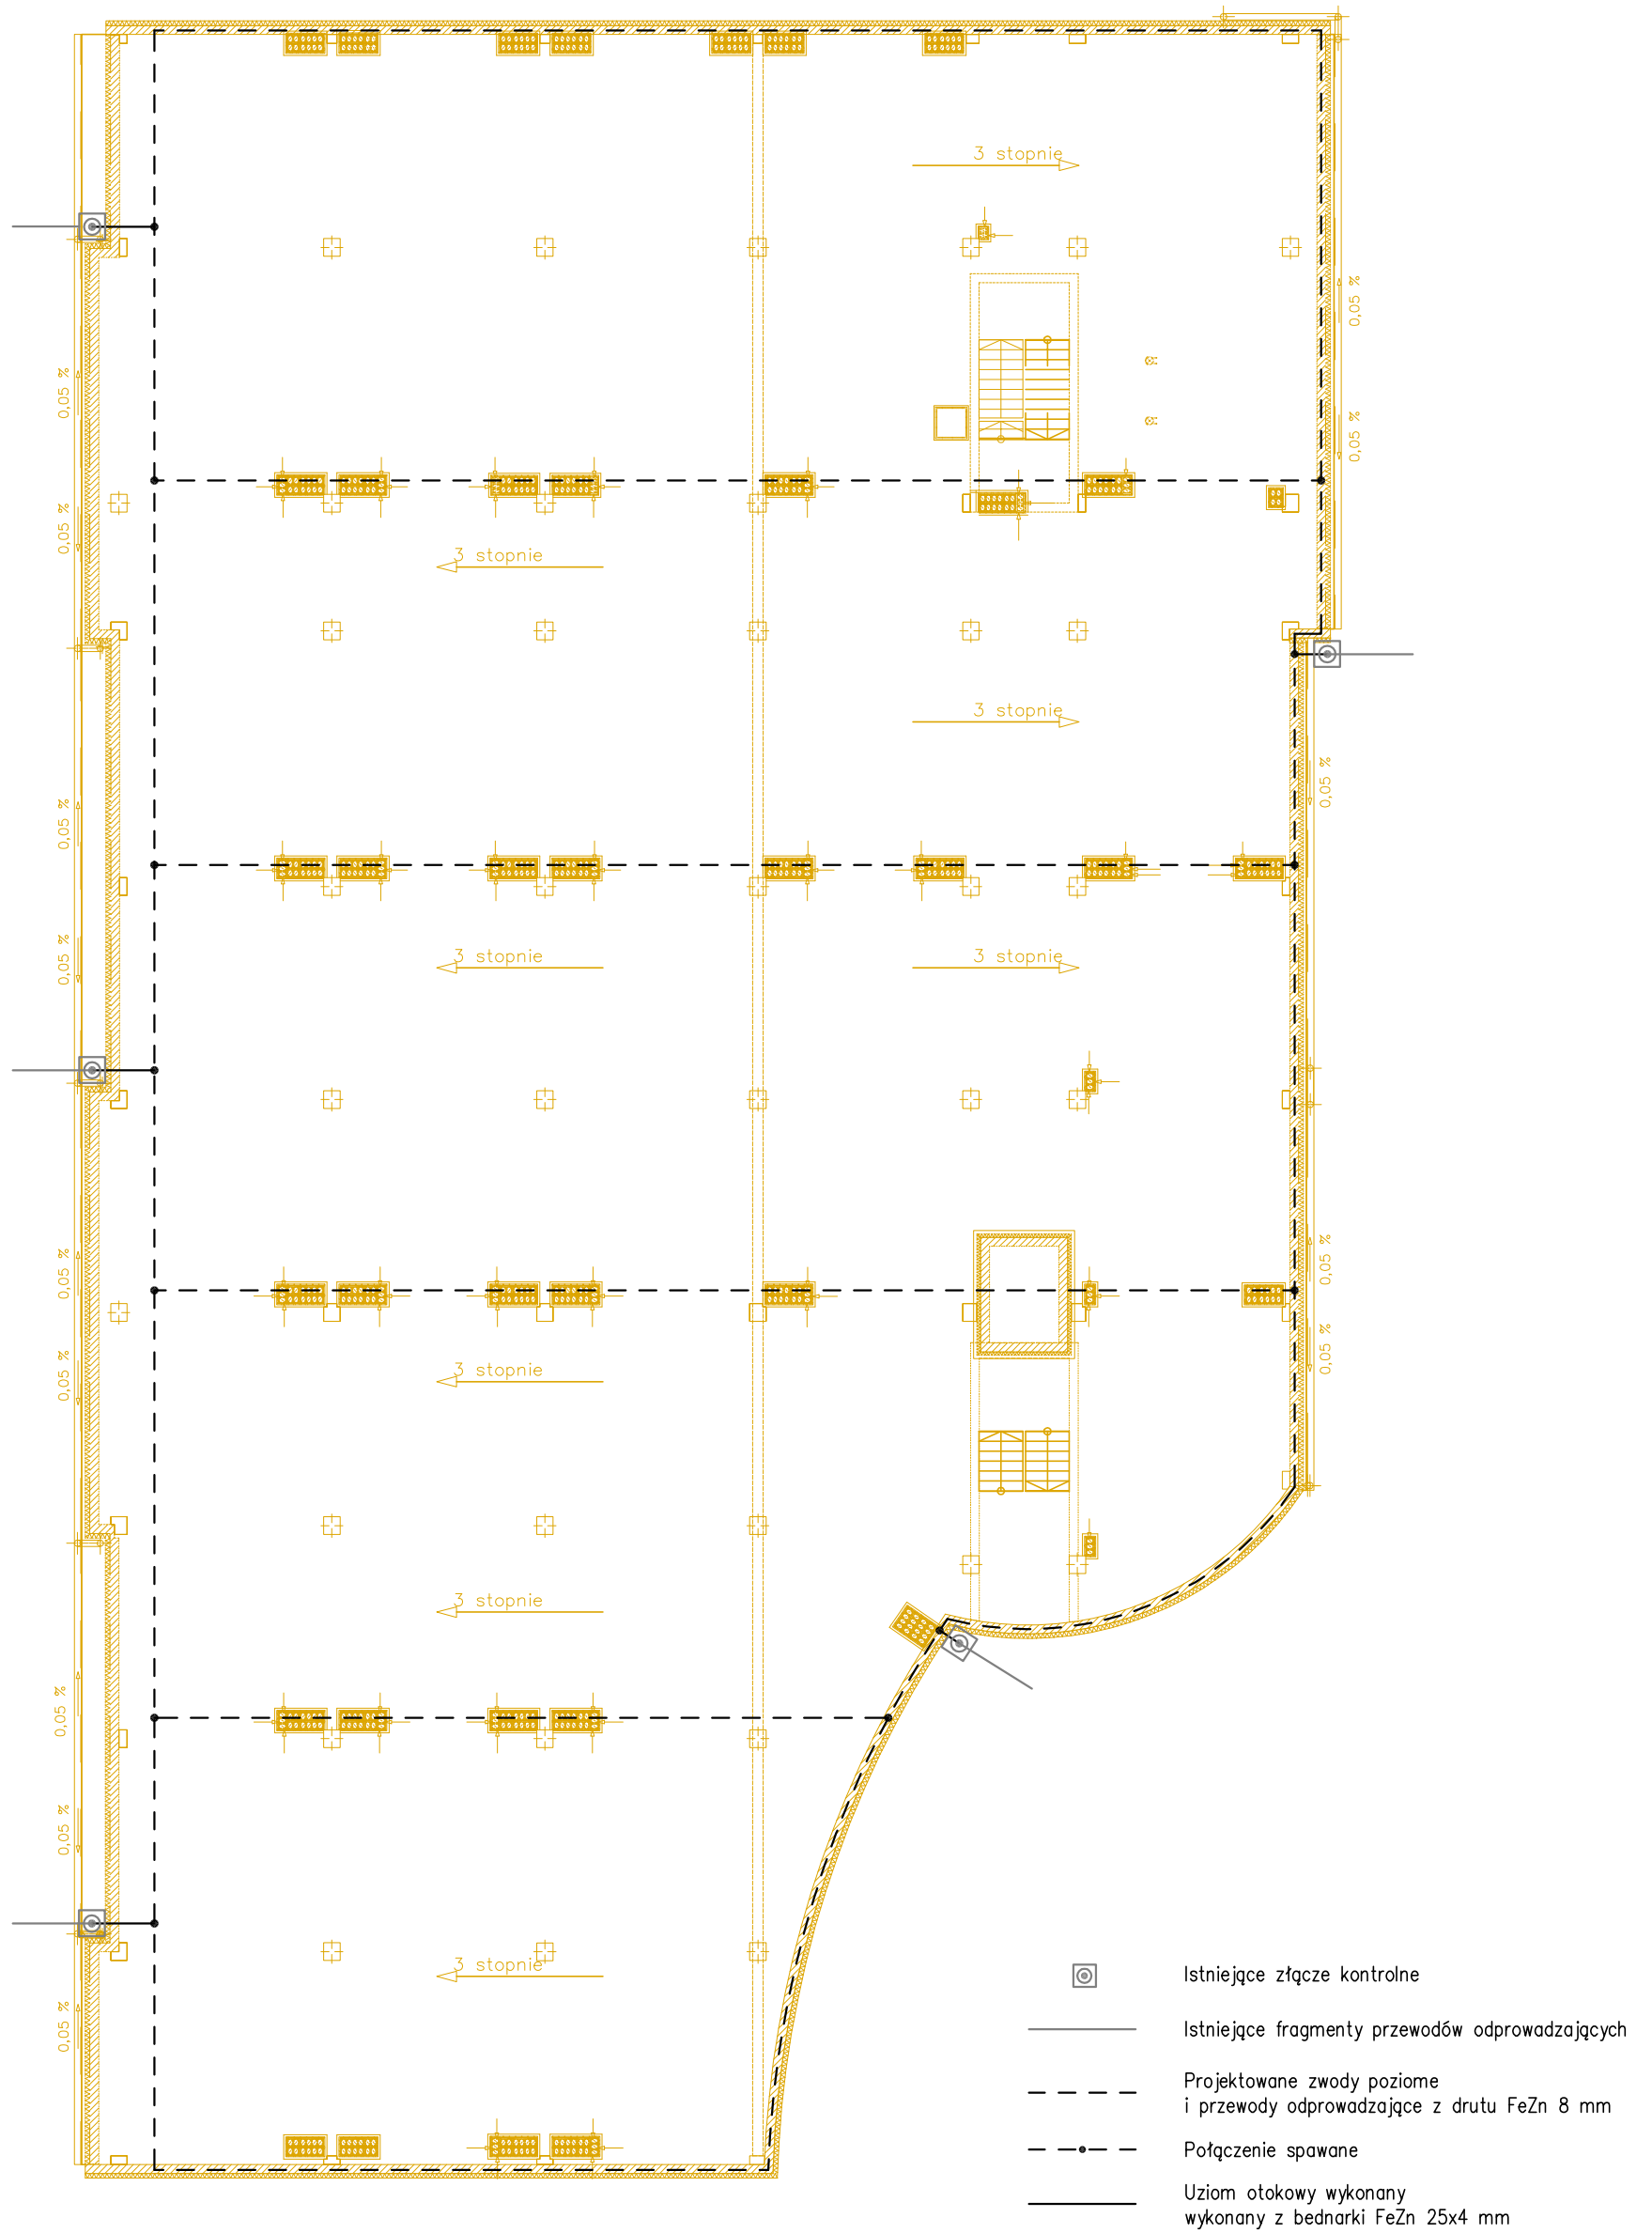 3 stopnie
0,05 %
0,05 %
0,05 %
0,05 %
3 stopnie
3 stopnie
0,05 %
0,05 %
0,05 %
3 stopnie
3 stopnie
0,05 %
0,05 %
0,05 %
0,05 %
3 stopnie
3 stopnie
0,05 %
0,05 %
3 stopnie
0,05 %
Istniejące złącze kontrolne
Istniejące fragmenty przewodów odprowadzających
Projektowane zwody poziome
i przewody odprowadzające z drutu FeZn 8 mm
Połączenie spawane
Uziom otokowy wykonany
wykonany z bednarki FeZn 25x4 mm